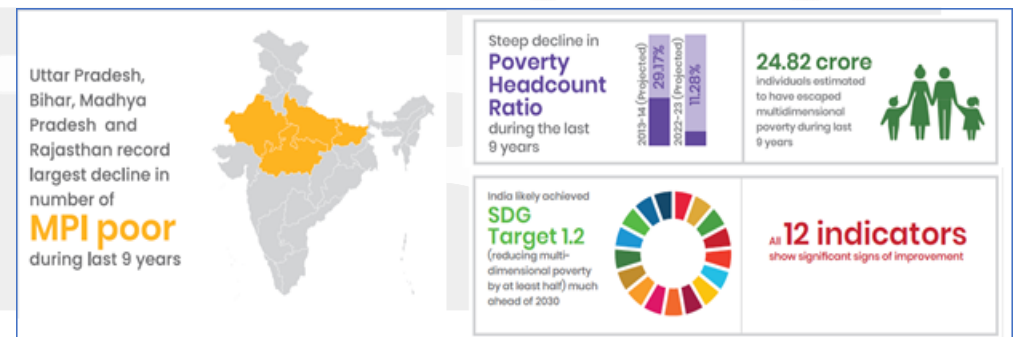 Uttar Pradesh,
Bihar, Madhya
Pradesh and
Rajasthan record
largest decline in
number of
MPI poor
during last 9 years
Steep decline in
Poverty
Headcount
Ratio
during the last
9 years
2013-14 (Projected)
29.17%
2022-23 (Projected)
11.28%
24.82 crore
individuals estimated
to have escaped
multidimensional
poverty during last
9 years
India likely achieved
SDG
Target 1.2
(reducing multi-
dimensional poverty
by at least half) much
ahead of 2030
All 12 indicators
show significant signs of improvement